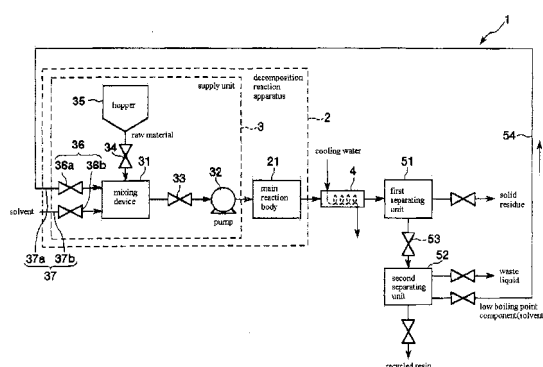 1
decomposition
reaction
apparatus
supply unit
3
2
35
hopper
raw material
34
36
36a
36b
31
mixing
device
33
32
pump
21
main
reaction
body
cooling water
4
51
first
separating
unit
54
solid
residue
solvent
37a
37b
37
53
52
second
separating
unit
waste
liquid
low boiling point
component(solvent
recycled resin